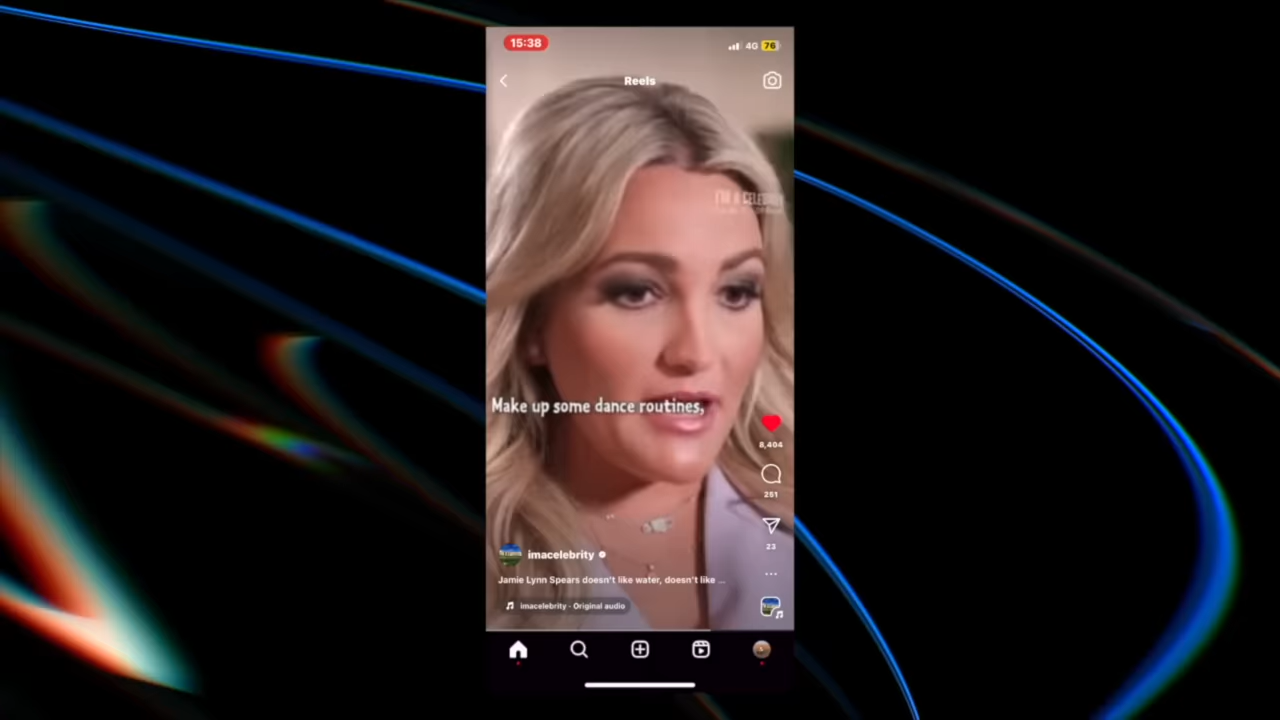 15:38
4G 76
Reels
I'M A CELEBRITY
Make up some dance routines,
8,404
251
23
imacelebrity
Jamie Lynn Spears doesn't like water, doesn't like ...
imacelebrity · Original audio